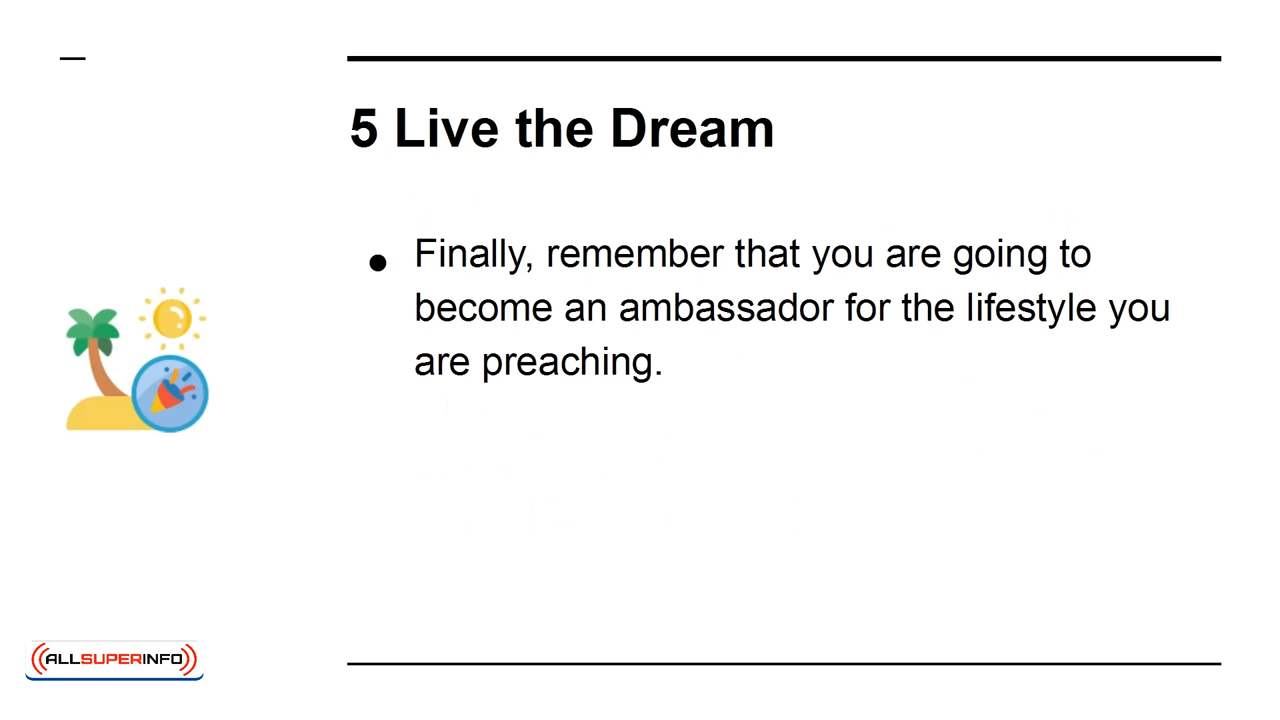 5 Live the Dream
● Finally, remember that you are going to
become an ambassador for the lifestyle you
are preaching.
ALLSUPERINFO